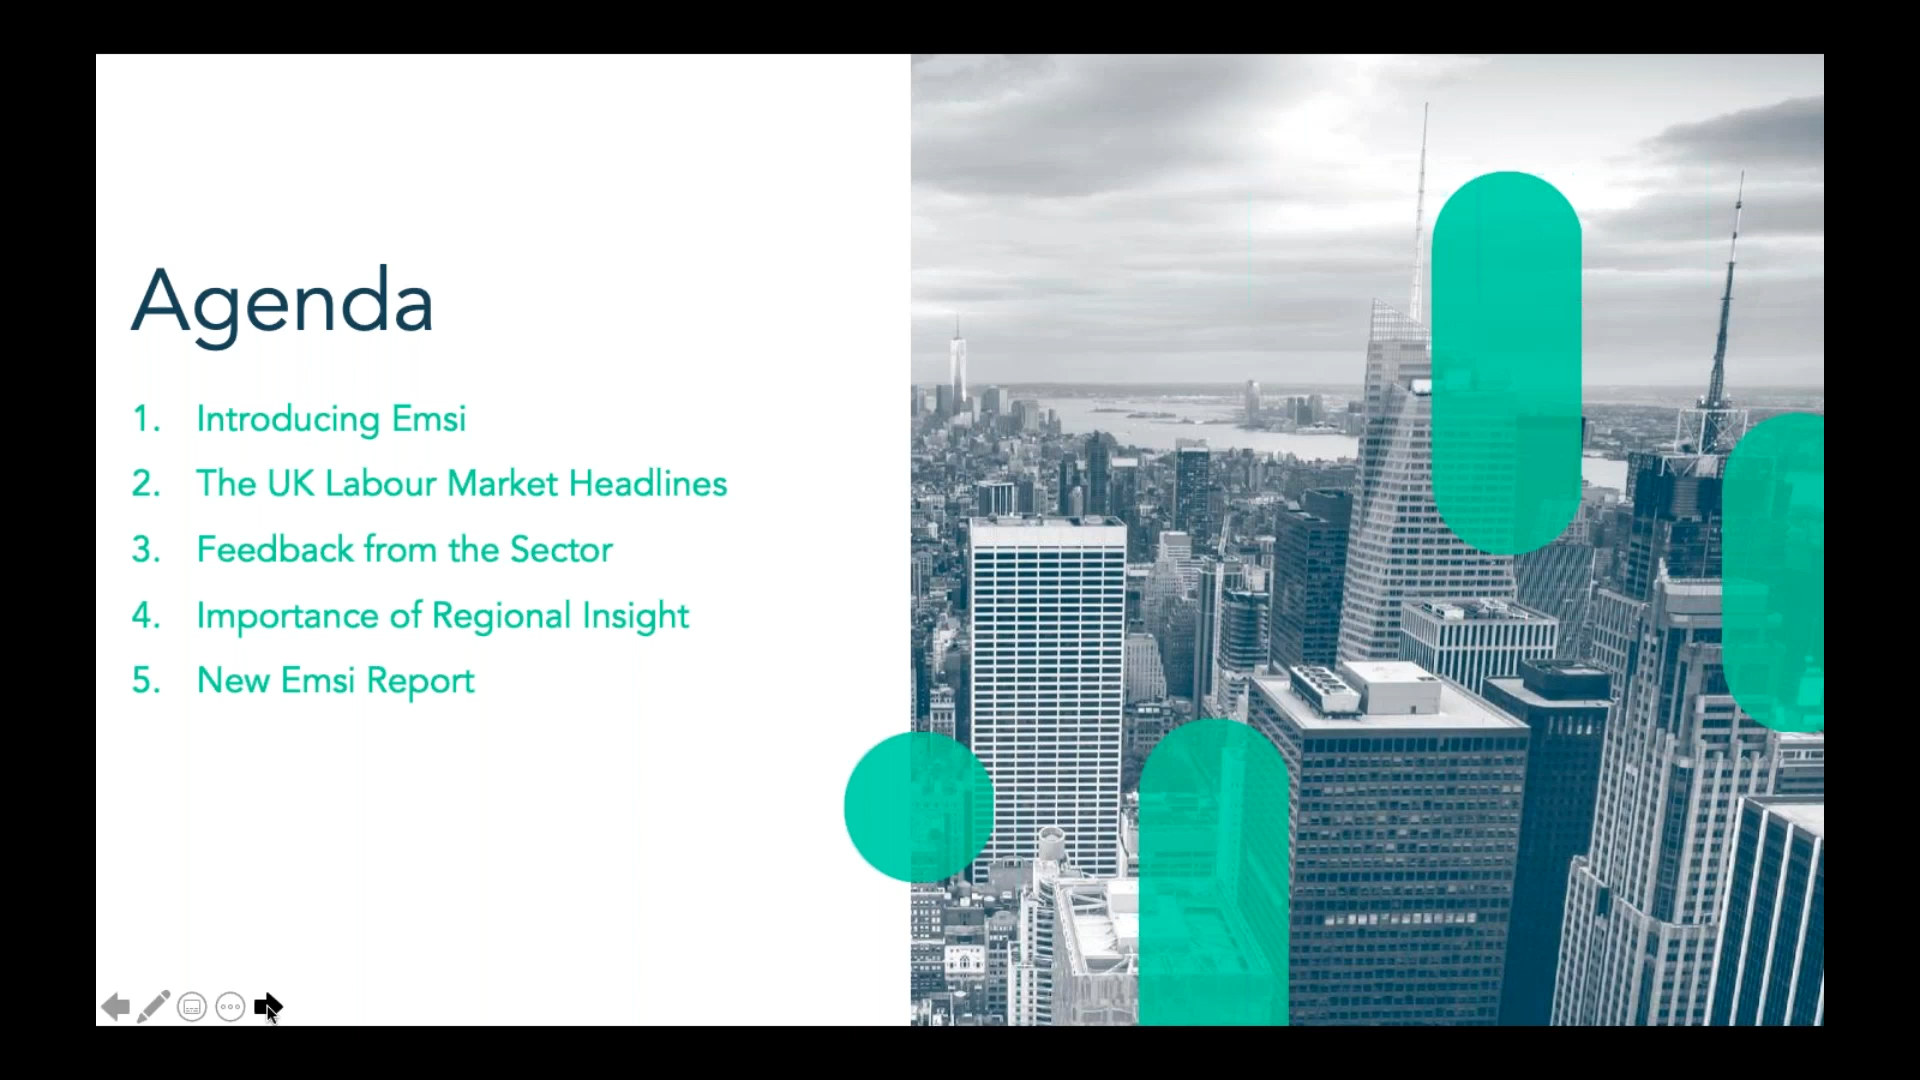 Agenda
1. Introducing Emsi
2. The UK Labour Market Headlines
3. Feedback from the Sector
4. Importance of Regional Insight
5. New Emsi Report